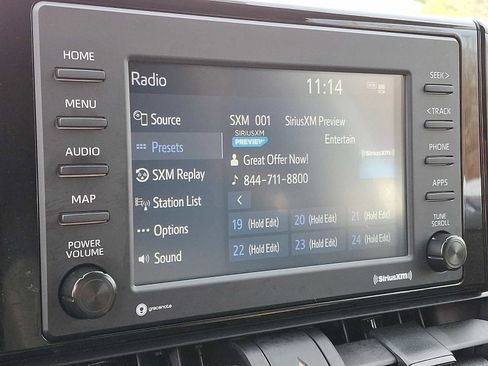 HOME
MENU
AUDIO
MAP
POWER
VOLUME
Radio
11:14
Source
Presets
SXM Replay
Station List
Options
Sound
SXM 001 SiriusXM Preview
SIRIUSXM
PREVIEW
Entertain
Great Offer Now!
((SiriusXM))
844-711-8800
<
19 (Hold Edit) 20 (Hold Edit) 21 (Hold Edit)
22 (Hold Edit) 23 (Hold Edit) 24 (Hold Edit)
SEEK >
< TRACK
PHONE
APPS
TUNE
SCROLL
gracenote
((SiriusXM))